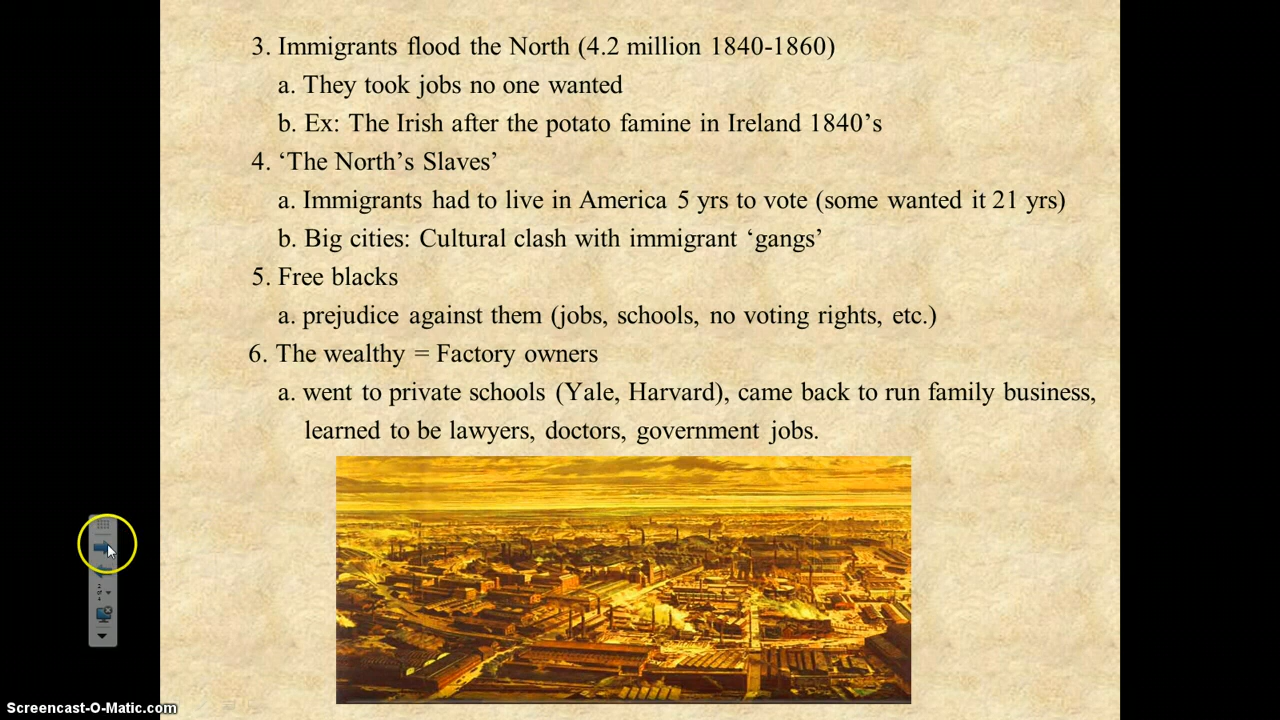 3. Immigrants flood the North (4.2 million 1840-1860)
a. They took jobs no one wanted
b. Ex: The Irish after the potato famine in Ireland 1840’s
4. ‘The North’s Slaves’
a. Immigrants had to live in America 5 yrs to vote (some wanted it 21 yrs)
b. Big cities: Cultural clash with immigrant ‘gangs’
5. Free blacks
a. prejudice against them (jobs, schools, no voting rights, etc.)
6. The wealthy = Factory owners
a. went to private schools (Yale, Harvard), came back to run family business,
learned to be lawyers, doctors, government jobs.
Screencast-O-Matic.com